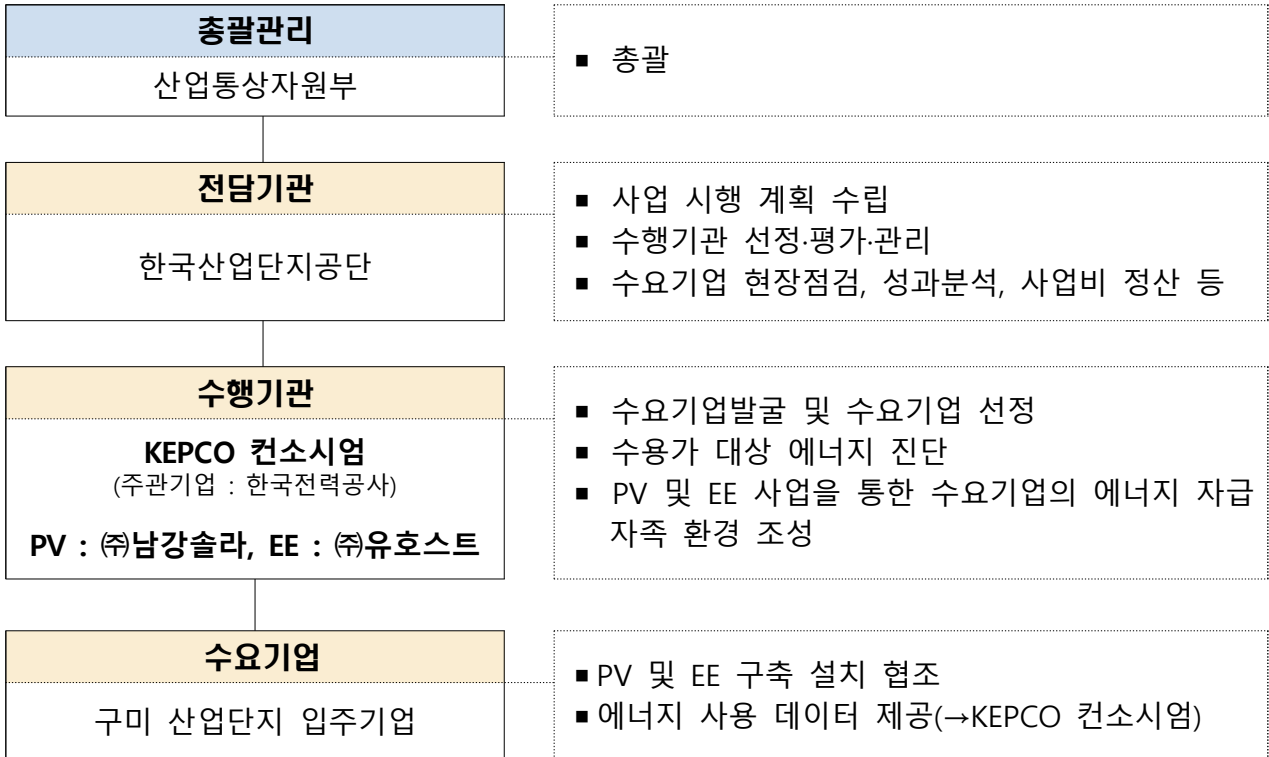 총괄관리
산업통상자원부
▪ 총괄
전담기관
한국산업단지공단
▪ 사업 시행 계획 수립
▪ 수행기관 선정·평가·관리
▪ 수요기업 현장점검, 성과분석, 사업비 정산 등
수행기관
KEPCO 컨소시엄
(주관기업 : 한국전력공사)
PV : ㈜남강솔라, EE : ㈜유호스트
▪ 수요기업발굴 및 수요기업 선정
▪ 수용가 대상 에너지 진단
▪ PV 및 EE 사업을 통한 수요기업의 에너지 자급
자족 환경 조성
수요기업
구미 산업단지 입주기업
▪ PV 및 EE 구축 설치 협조
▪ 에너지 사용 데이터 제공(→KEPCO 컨소시엄)